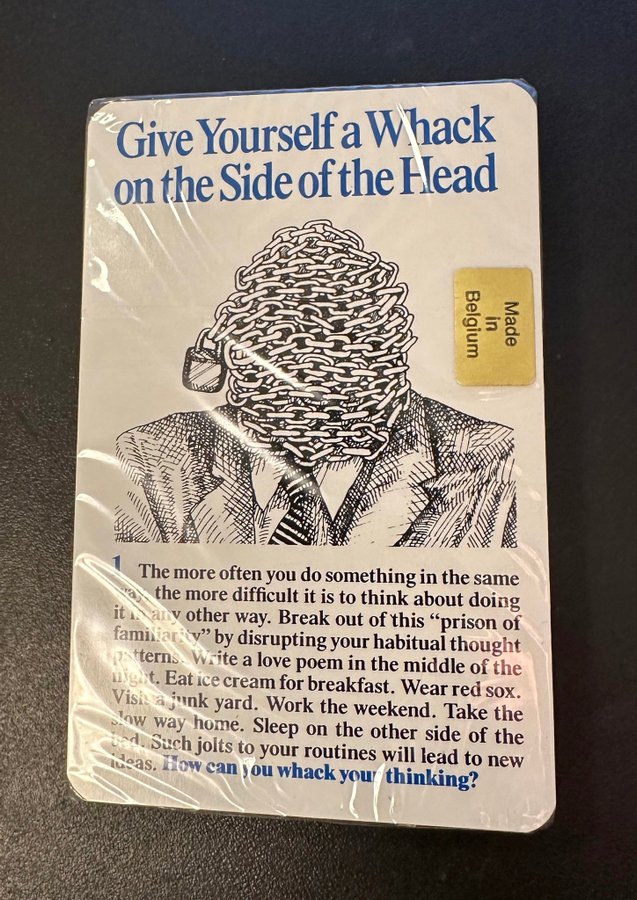 Give Yourself a Whack
on the Side of the Head
Made
in
Belgium
1. The more often you do something in the same
way, the more difficult it is to think about doing
it in any other way. Break out of this “prison of
familiarity” by disrupting your habitual thought
patterns. Write a love poem in the middle of the
night. Eat ice cream for breakfast. Wear red sox.
Visit a junk yard. Work the weekend. Take the
slow way home. Sleep on the other side of the
bed. Such jolts to your routines will lead to new
ideas. How can you whack your thinking?